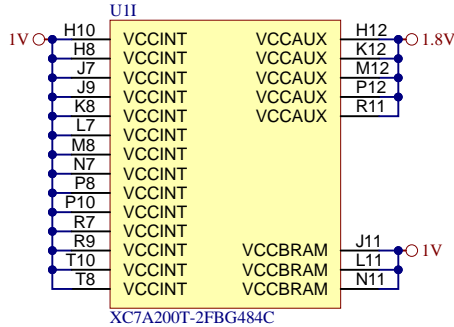 U1I
1V H10 VCCINT VCCAUX H12 1.8V
H8 VCCINT VCCAUX K12
J7 VCCINT VCCAUX M12
J9 VCCINT VCCAUX P12
K8 VCCINT VCCAUX R11
L7 VCCINT
M8 VCCINT
N7 VCCINT
P8 VCCINT
P10 VCCINT
R7 VCCINT
R9 VCCINT VCCBRAM J11 1V
T10 VCCINT VCCBRAM L11
T8 VCCINT VCCBRAM N11
XC7A200T-2FBG484C